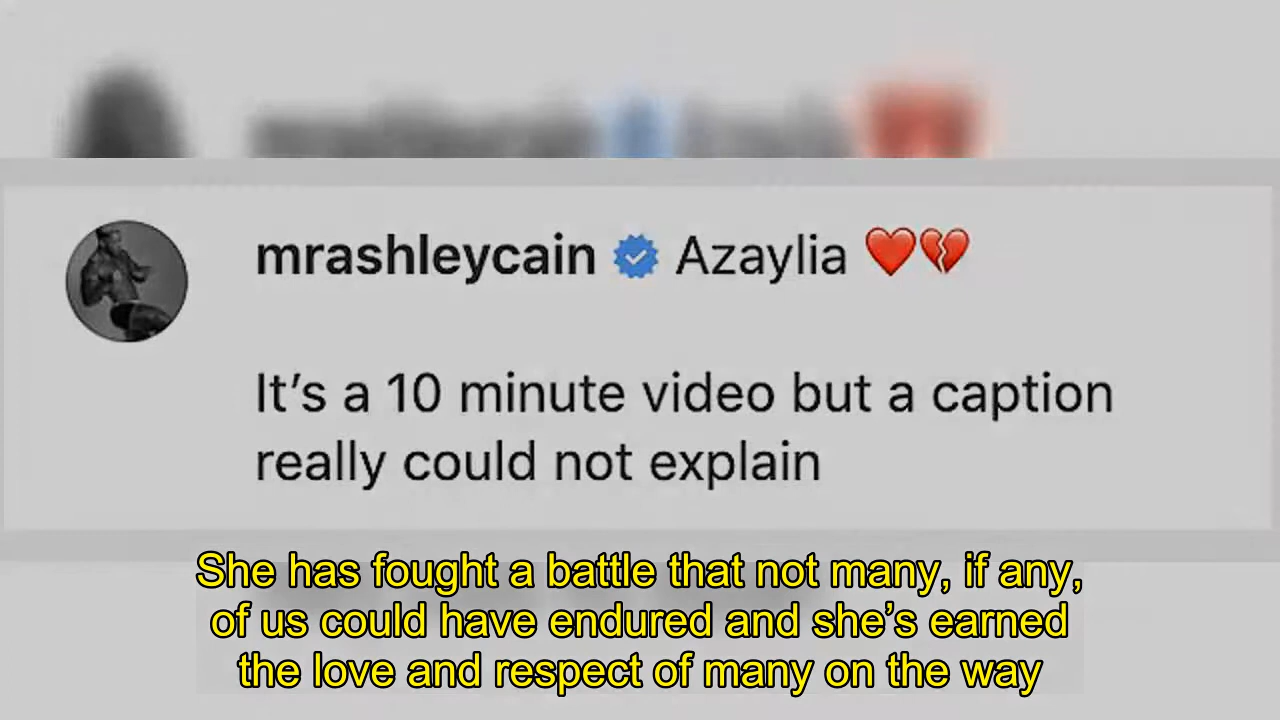 mrashleycain Azaylia ❤️💔
It’s a 10 minute video but a caption
really could not explain
She has fought a battle that not many, if any,
of us could have endured and she’s earned
the love and respect of many on the way